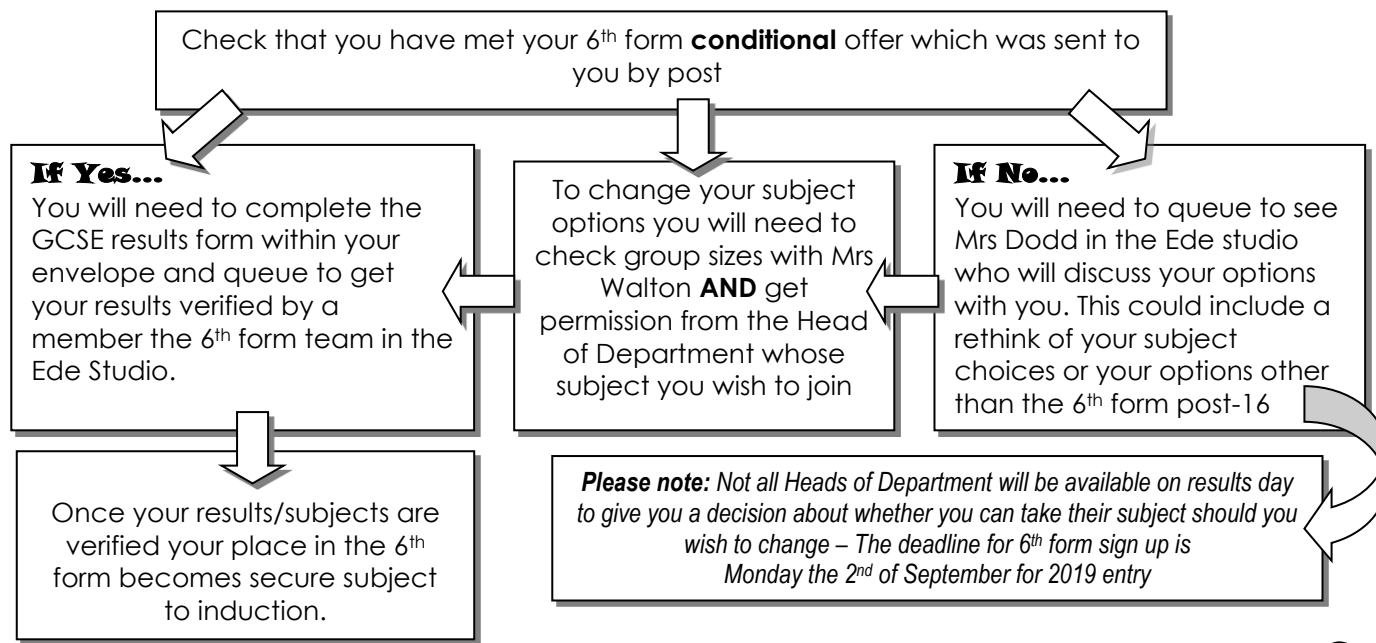 Check that you have met your 6th form conditional offer which was sent to
you by post
If Yes...
You will need to complete the
GCSE results form within your
envelope and queue to get
your results verified by a
member the 6th form team in the
Ede Studio.
To change your subject
options you will need to
check group sizes with Mrs
Walton AND get
permission from the Head
of Department whose
subject you wish to join
If No...
You will need to queue to see
Mrs Dodd in the Ede studio
who will discuss your options
with you. This could include a
rethink of your subject
choices or your options other
than the 6th form post-16
Once your results/subjects are
verified your place in the 6th
form becomes secure subject
to induction.
Please note: Not all Heads of Department will be available on results day
to give you a decision about whether you can take their subject should you
wish to change – The deadline for 6th form sign up is
Monday the 2nd of September for 2019 entry